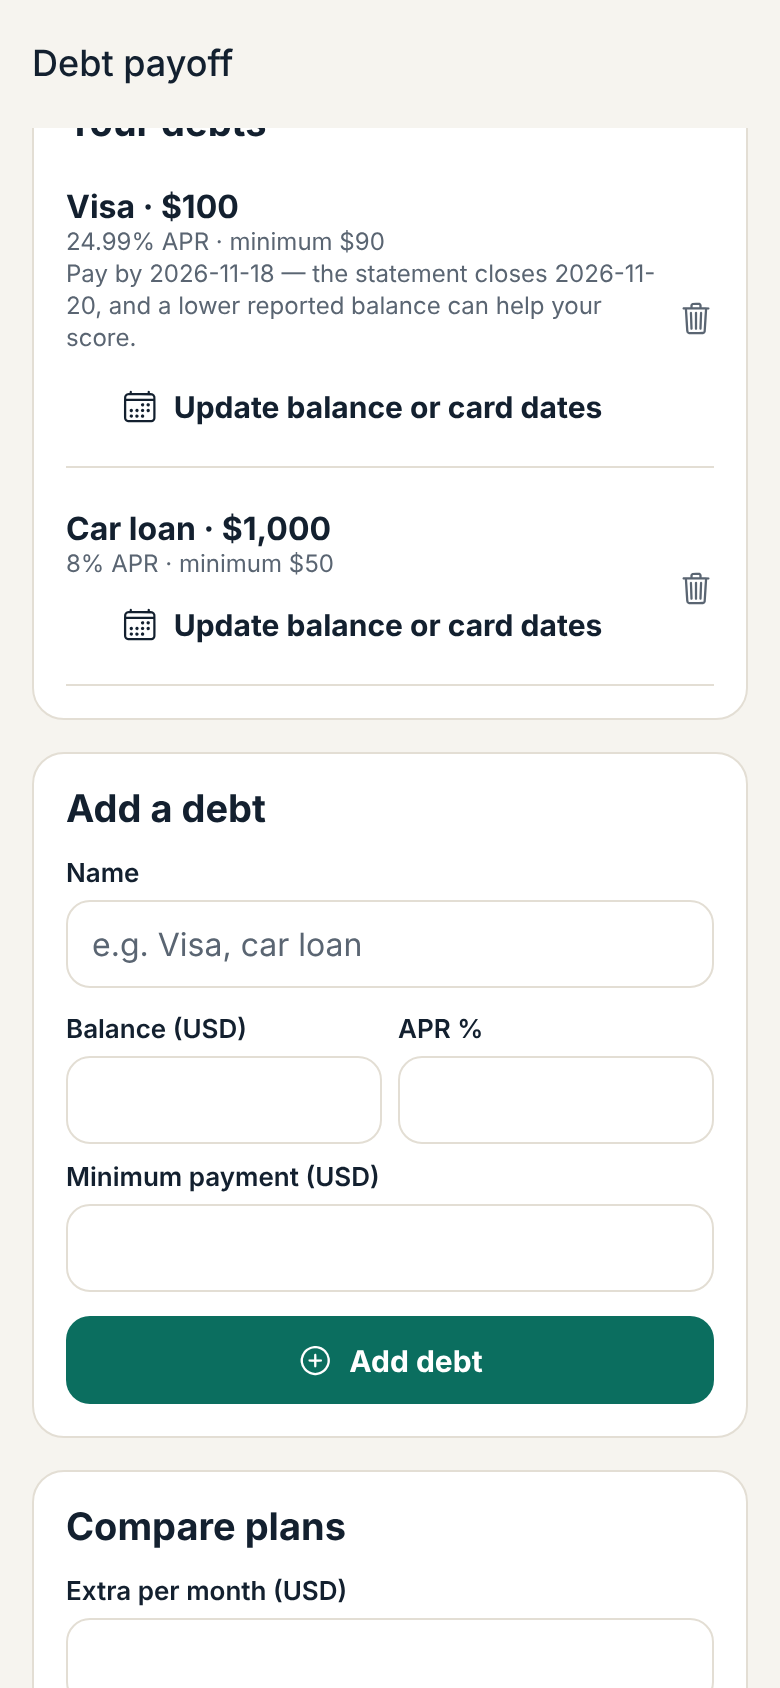 Debt payoff
Your debts
Visa · $100
24.99% APR · minimum $90
Pay by 2026-11-18 — the statement closes 2026-11-
20, and a lower reported balance can help your
score.
Update balance or card dates
Car loan · $1,000
8% APR · minimum $50
Update balance or card dates
Add a debt
Name
e.g. Visa, car loan
Balance (USD)
APR %
Minimum payment (USD)
Add debt
Compare plans
Extra per month (USD)